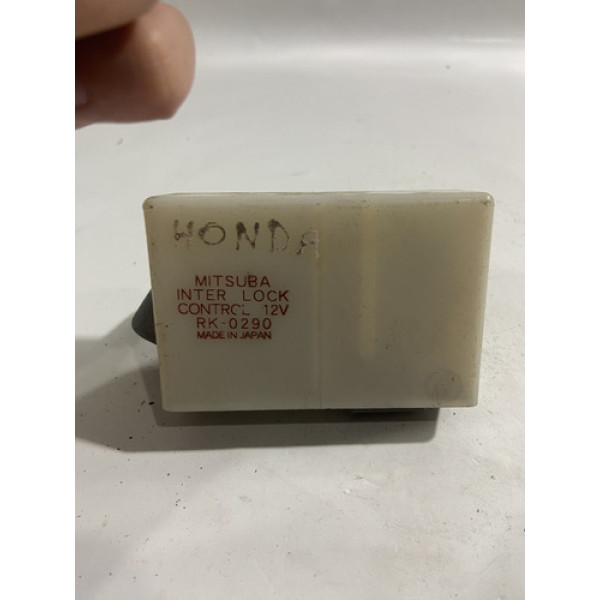 HONDA
MITSUBA
INTER LOCK
CONTROL 12V
RK-0290
MADE IN JAPAN